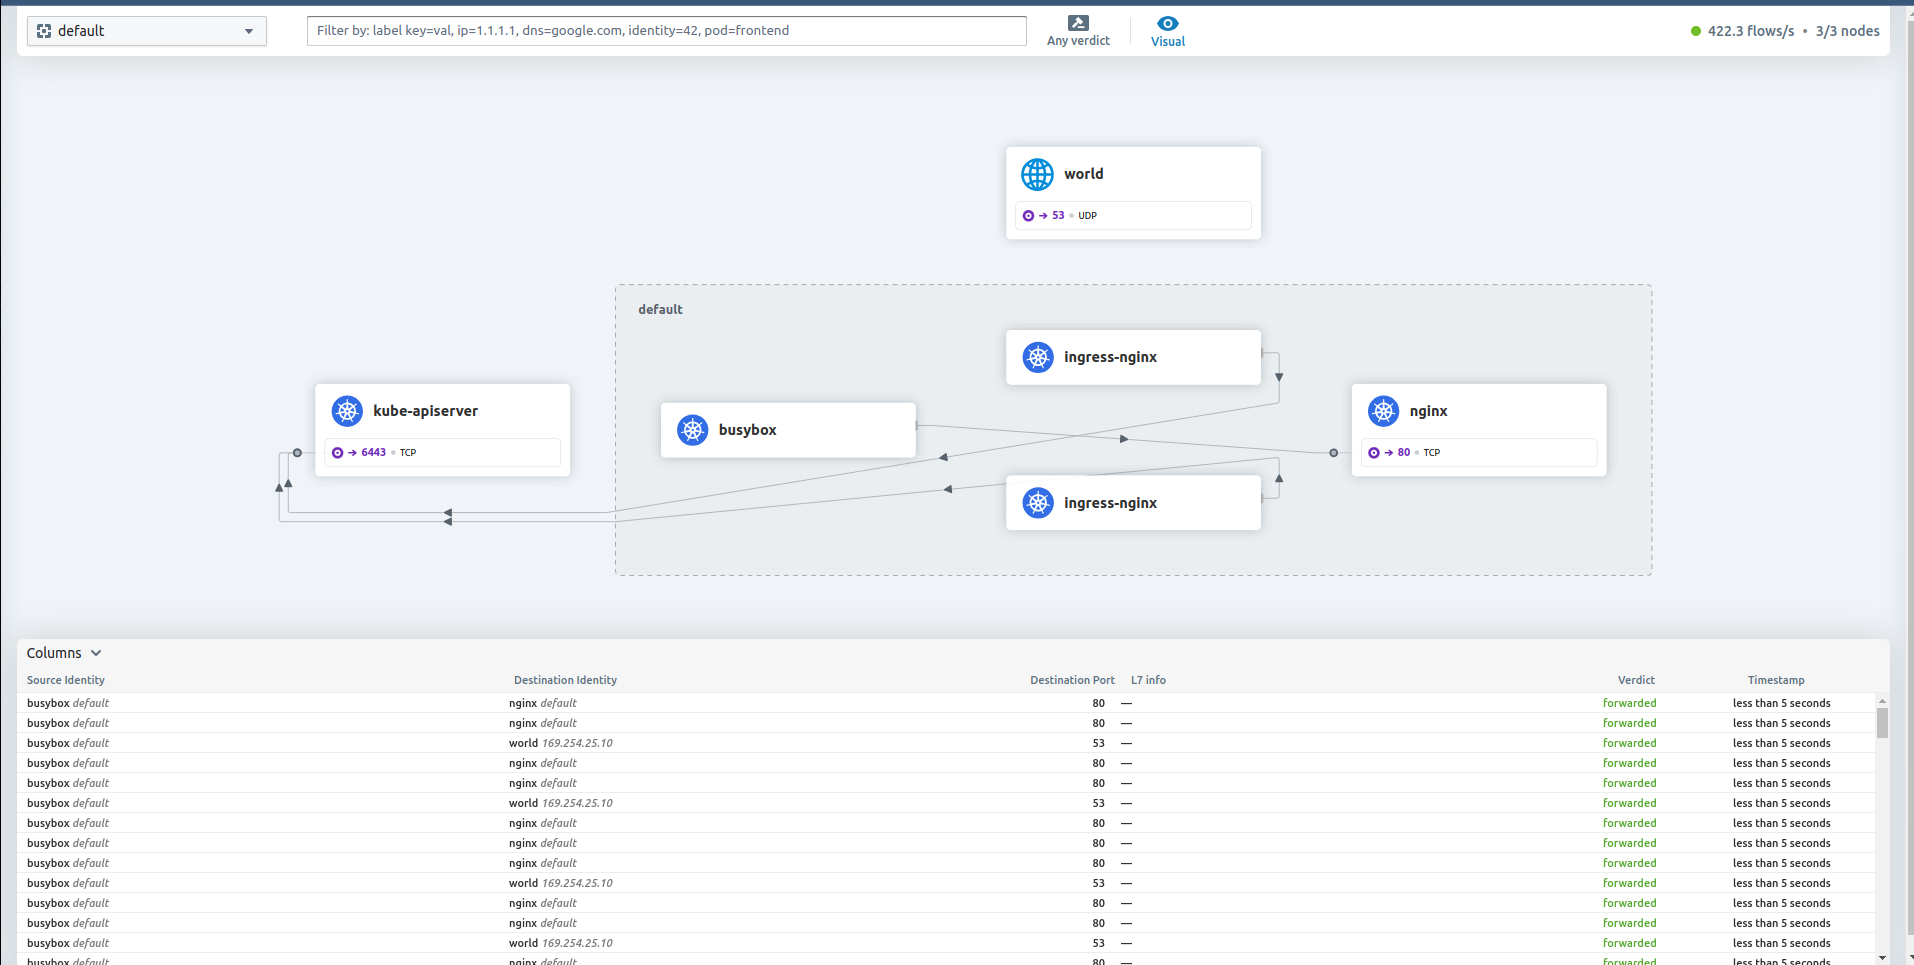 default
Filter by: label key=val, ip=1.1.1.1, dns=google.com, identity=42, pod=frontend
Any verdict
Visual
422.3 flows/s • 3/3 nodes
world
53 • UDP
default
ingress-nginx
kube-apiserver
6443 • TCP
busybox
nginx
80 • TCP
ingress-nginx
Columns
Source Identity Destination Identity Destination Port L7 info Verdict Timestamp
busybox default nginx default 80 — forwarded less than 5 seconds
busybox default nginx default 80 — forwarded less than 5 seconds
busybox default world 169.254.25.10 53 — forwarded less than 5 seconds
busybox default nginx default 80 — forwarded less than 5 seconds
busybox default nginx default 80 — forwarded less than 5 seconds
busybox default world 169.254.25.10 53 — forwarded less than 5 seconds
busybox default nginx default 80 — forwarded less than 5 seconds
busybox default nginx default 80 — forwarded less than 5 seconds
busybox default nginx default 80 — forwarded less than 5 seconds
busybox default world 169.254.25.10 53 — forwarded less than 5 seconds
busybox default nginx default 80 — forwarded less than 5 seconds
busybox default nginx default 80 — forwarded less than 5 seconds
busybox default world 169.254.25.10 53 — forwarded less than 5 seconds
busybox default nginx default 80 — forwarded less than 5 seconds